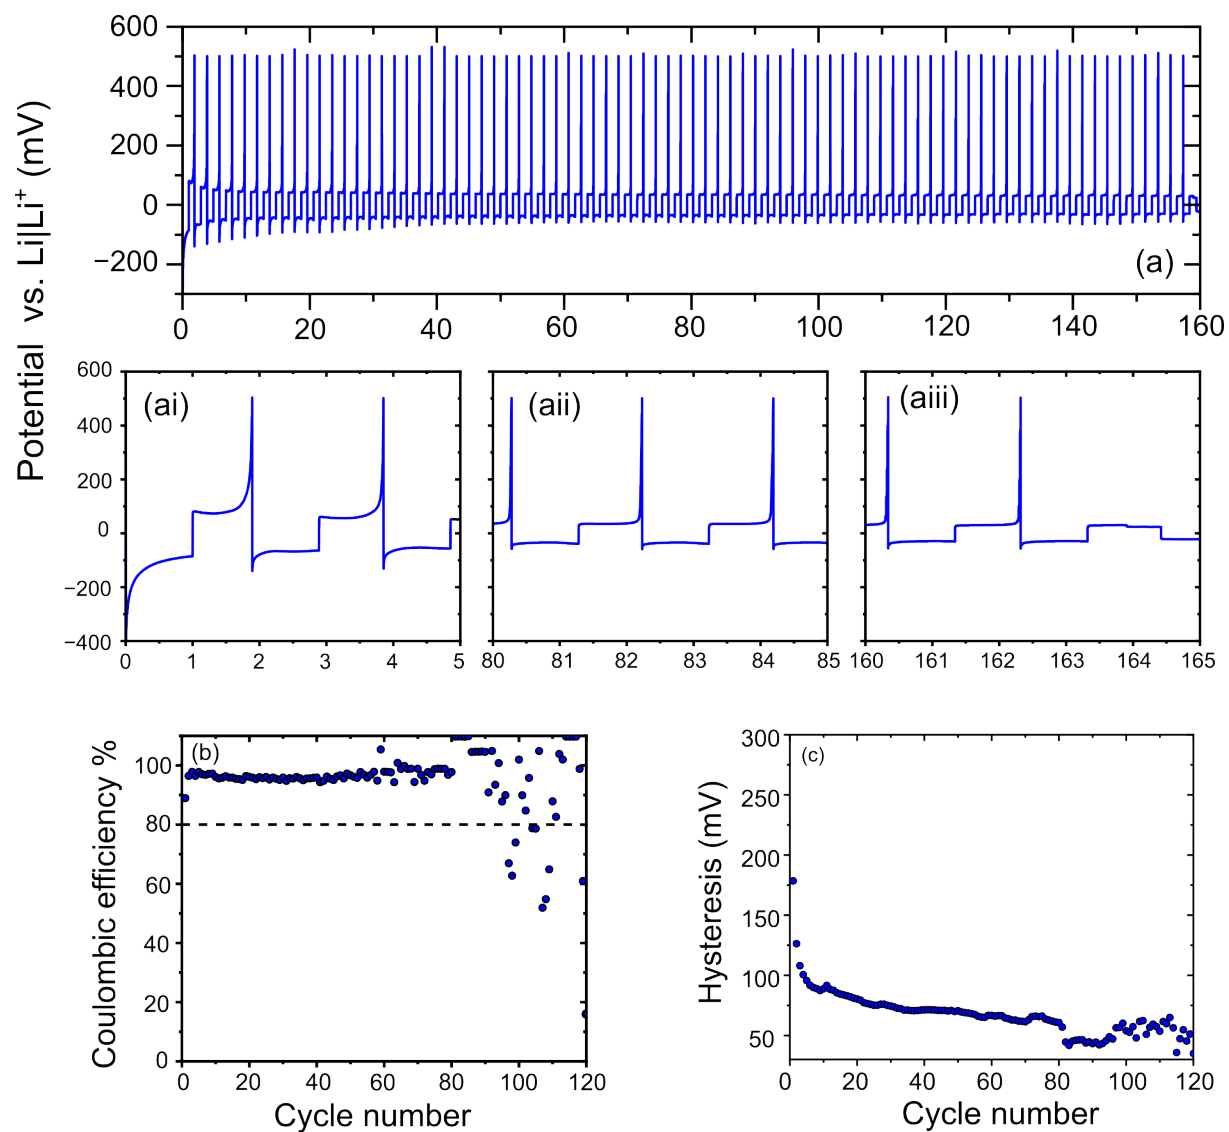 Potential vs. Li|Li⁺ (mV)
600
400
200
0
−200
(a)
0 20 40 60 80 100 120 140 160
600
400
200
0
−200
−400
(ai)
0 1 2 3 4 5
(aii)
80 81 82 83 84 85
(aiii)
160 161 162 163 164 165
Coulombic efficiency %
(b)
100
80
60
40
20
0
0 20 40 60 80 100 120
Cycle number
Hysteresis (mV)
(c)
300
250
200
150
100
50
0 20 40 60 80 100 120
Cycle number